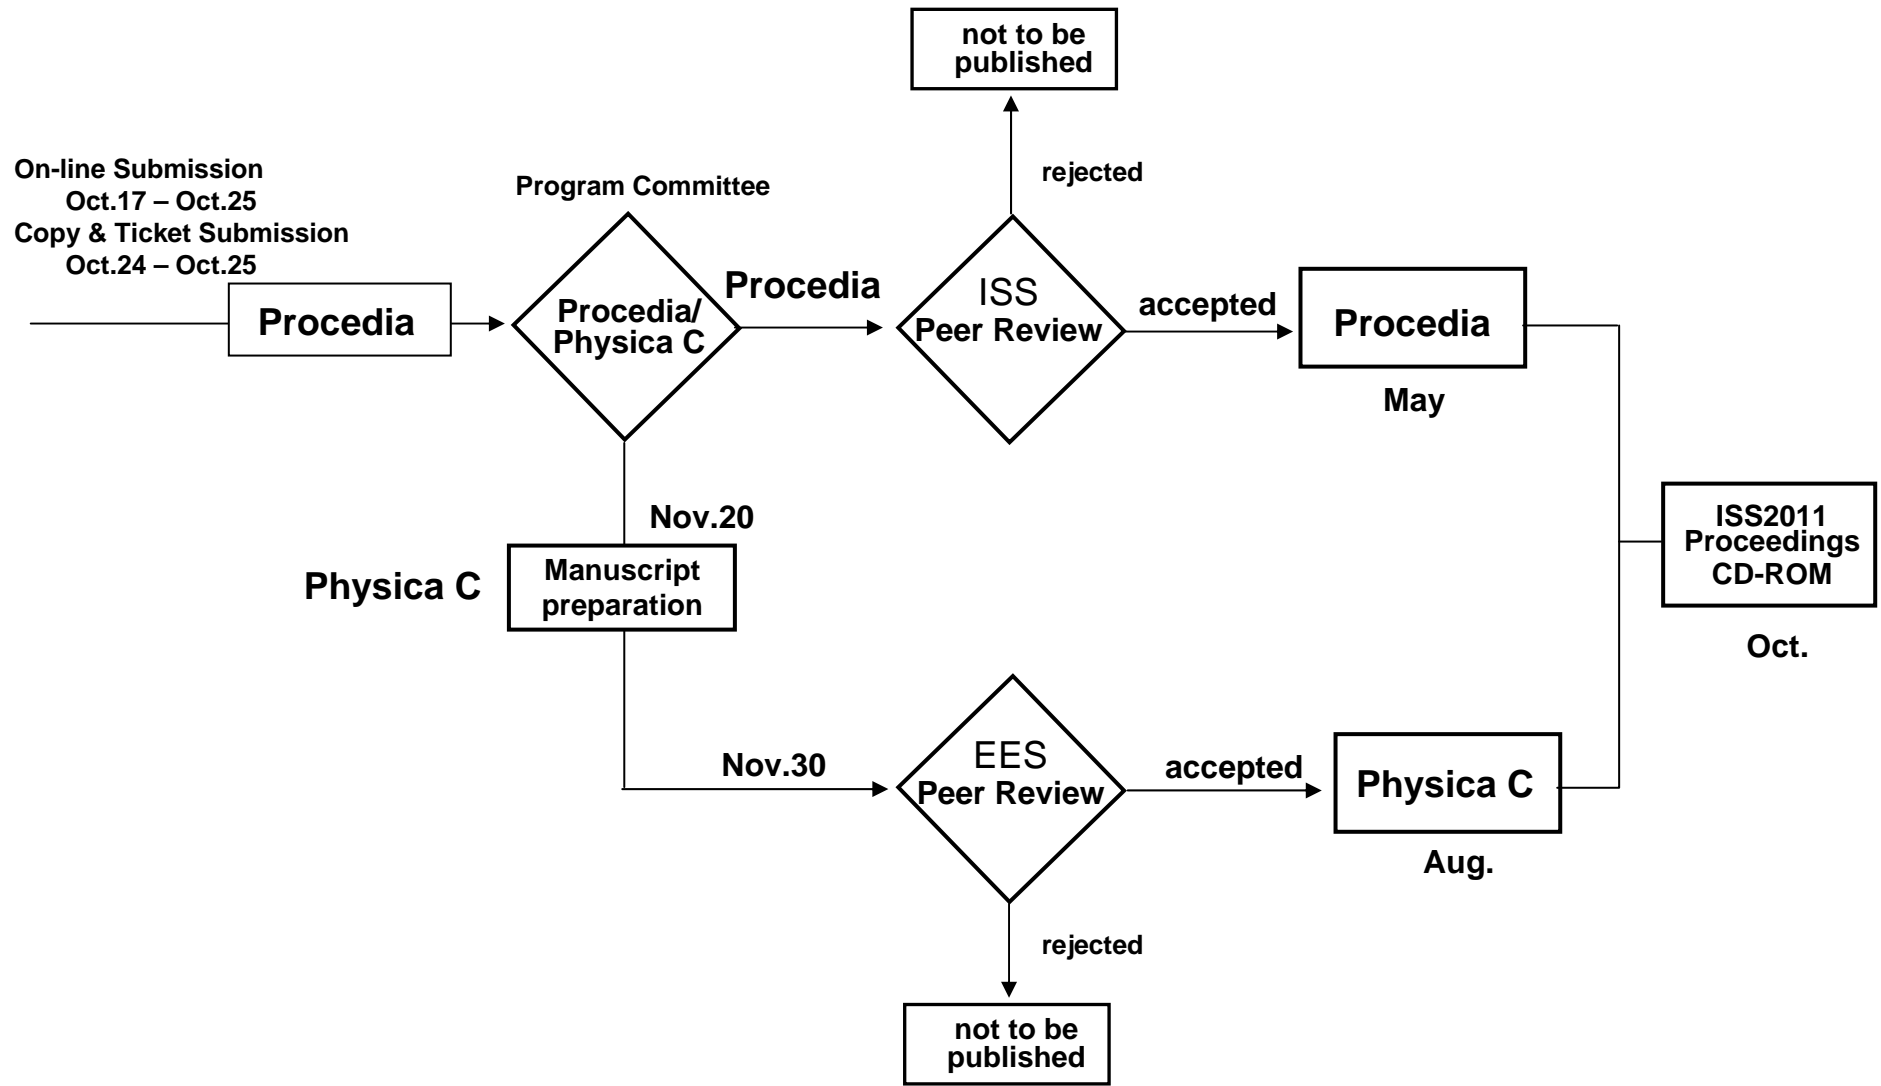 not to be
published
On-line Submission
Oct.17 – Oct.25
Copy & Ticket Submission
Oct.24 – Oct.25
Program Committee
rejected
Procedia
Procedia/
Physica C
Procedia
ISS
Peer Review
accepted
Procedia
May
Nov.20
Physica C
Manuscript
preparation
ISS2011
Proceedings
CD-ROM
Oct.
Nov.30
EES
Peer Review
accepted
Physica C
Aug.
rejected
not to be
published